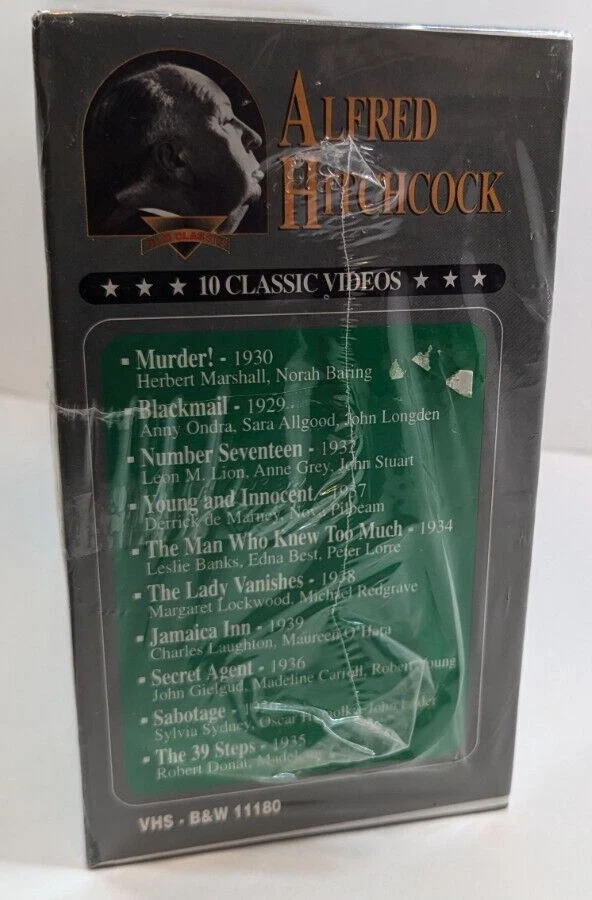 ALFRED
HITCHCOCK
★ ★ ★ 10 CLASSIC VIDEOS ★ ★ ★
▪ Murder! - 1930
Herbert Marshall, Norah Baring
▪ Blackmail - 1929
Anny Ondra, Sara Allgood, John Longden
▪ Number Seventeen - 1932
Leon M. Lion, Anne Grey, John Stuart
▪ Young and Innocent - 1937
Derrick de Marney, Nova Pilbeam
▪ The Man Who Knew Too Much - 1934
Leslie Banks, Edna Best, Peter Lorre
▪ The Lady Vanishes - 1938
Margaret Lockwood, Michael Redgrave
▪ Jamaica Inn - 1939
Charles Laughton, Maureen O'Hara
▪ Secret Agent - 1936
John Gielgud, Madeline Carroll, Robert Young
▪ Sabotage -
Sylvia Sydney, Oscar John
▪ The 39 Steps - 1935
Robert Donat,
VHS - B&W 11180